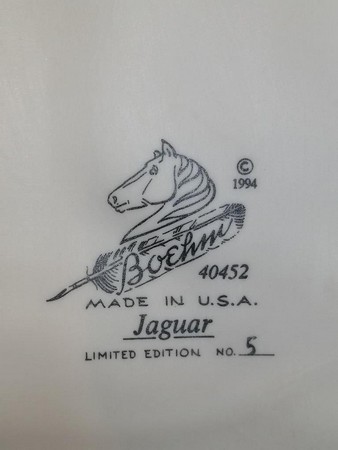 © 1994
Boehm
40452
MADE IN U.S.A.
Jaguar
LIMITED EDITION NO. 5